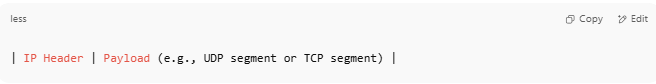 less
Copy
Edit
| IP Header | Payload (e.g., UDP segment or TCP segment) |